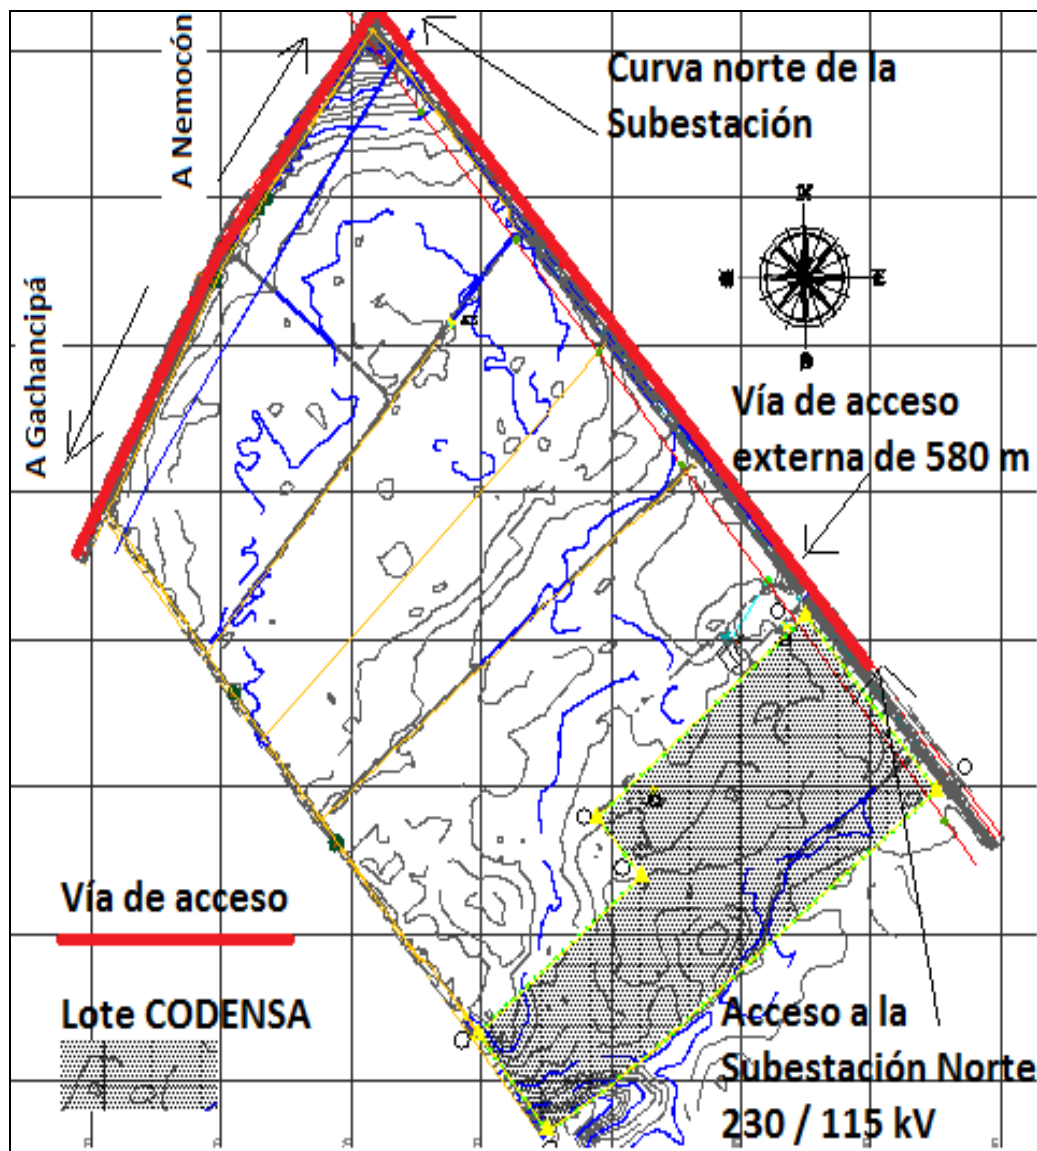 A Nemocón
Curva norte de la
Subestación
A Gachancipá
Vía de acceso
externa de 580 m
Vía de acceso
Lote CODENSA
Acceso a la
Subestación Norte
230 / 115 kV